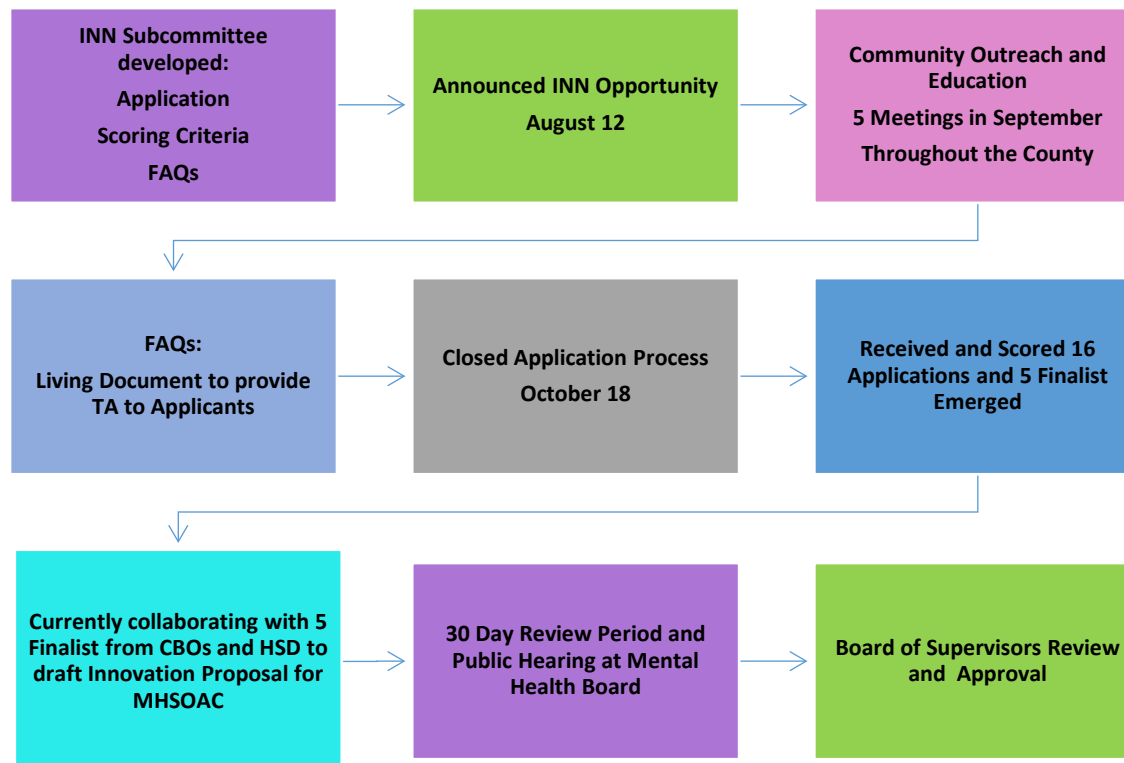 INN Subcommittee
developed:
Application
Scoring Criteria
FAQs
Announced INN Opportunity
August 12
Community Outreach and
Education
5 Meetings in September
Throughout the County
FAQs:
Living Document to provide
TA to Applicants
Closed Application Process
October 18
Received and Scored 16
Applications and 5 Finalist
Emerged
Currently collaborating with 5
Finalist from CBOs and HSD to
draft Innovation Proposal for
MHSOAC
30 Day Review Period and
Public Hearing at Mental
Health Board
Board of Supervisors Review
and Approval